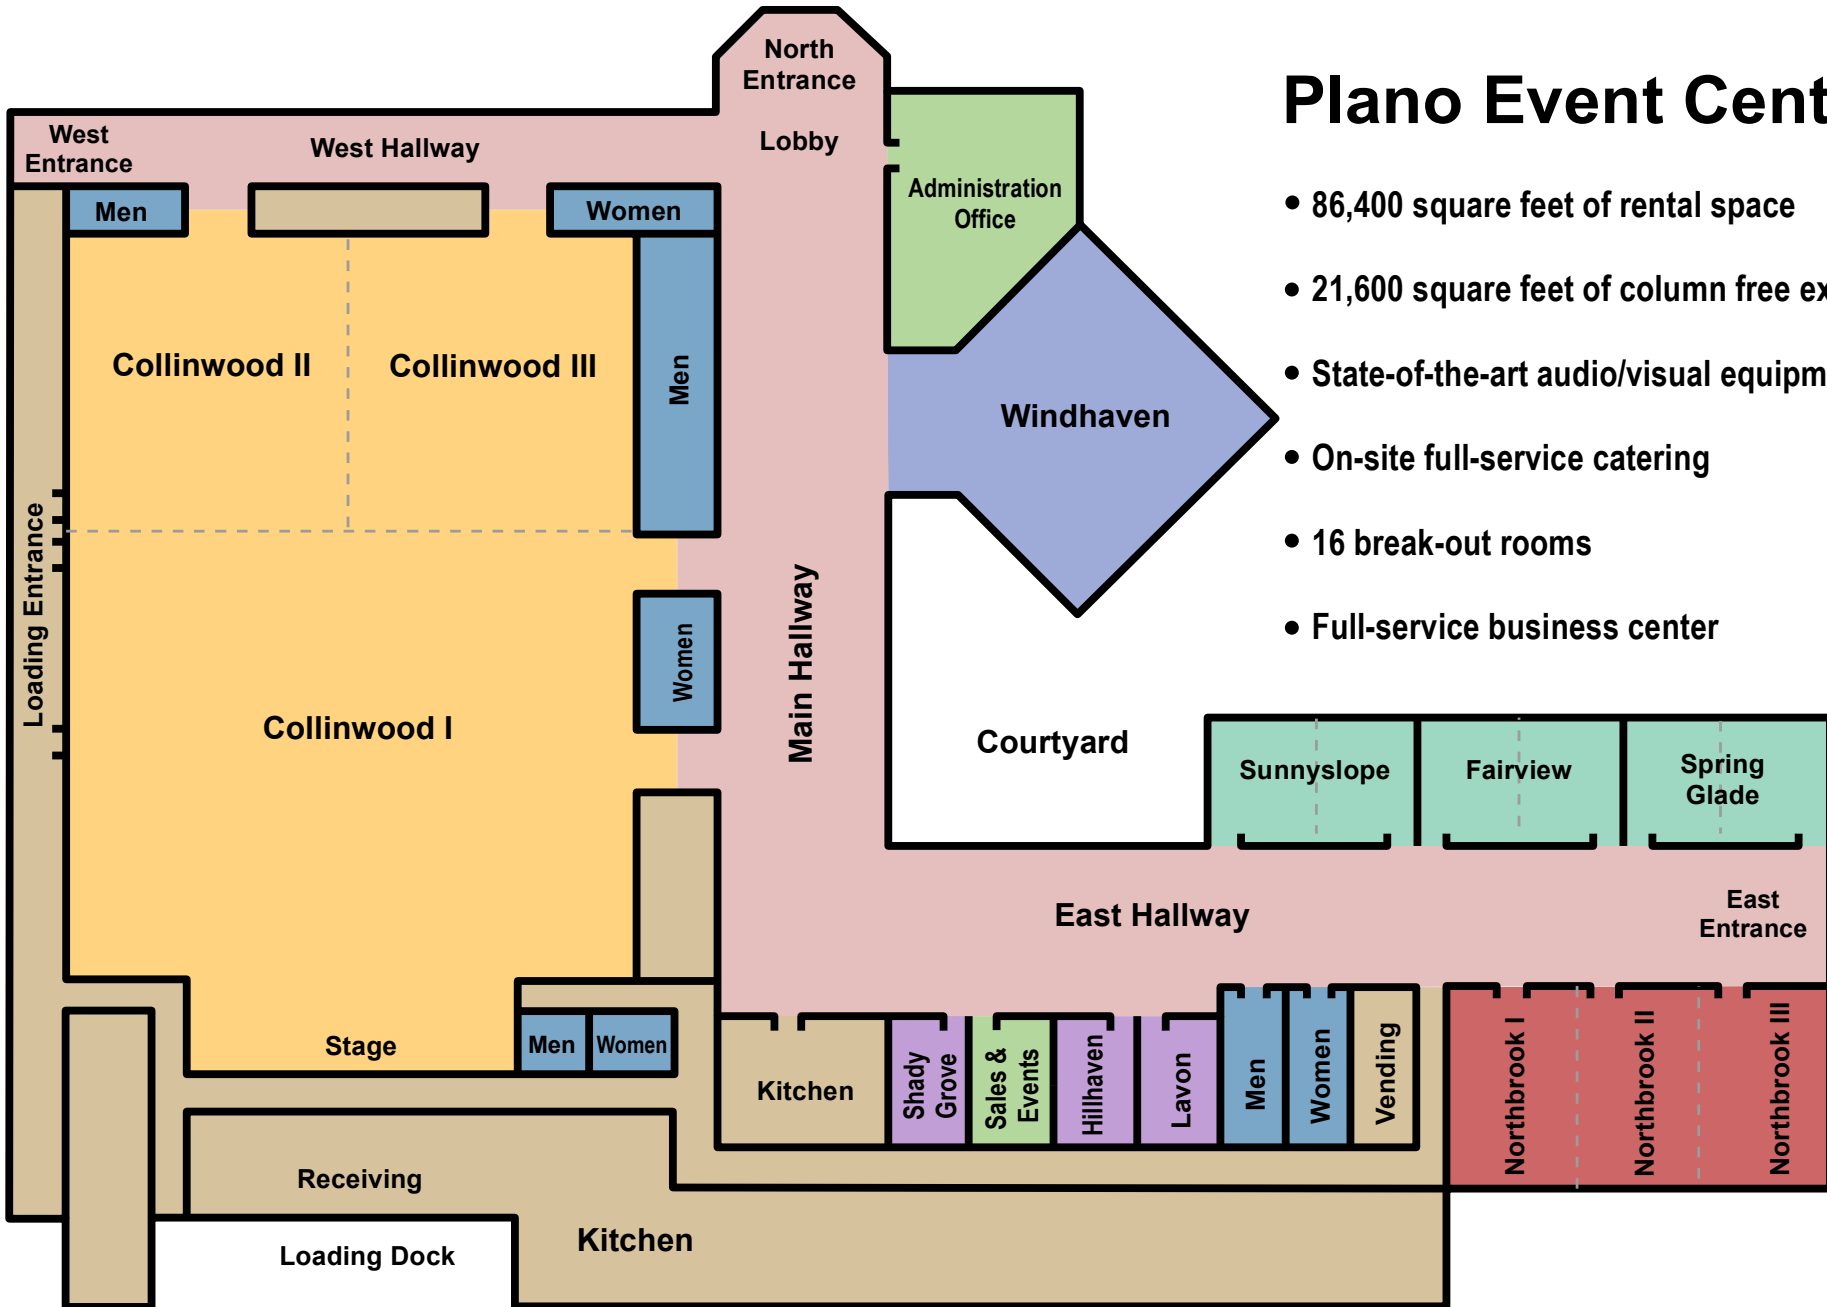 North
Entrance
Lobby
West
Entrance
West Hallway
Men
Women
Administration
Office
Plano Event Cent
• 86,400 square feet of rental space
• 21,600 square feet of column free ex
• State-of-the-art audio/visual equipm
• On-site full-service catering
• 16 break-out rooms
• Full-service business center
Collinwood II
Collinwood III
Men
Windhaven
Loading Entrance
Collinwood I
Women
Main Hallway
Courtyard
Sunnyslope
Fairview
Spring
Glade
East Hallway
East
Entrance
Stage
Men
Women
Kitchen
Shady
Grove
Sales &
Events
Hillhaven
Lavon
Men
Women
Vending
Northbrook I
Northbrook II
Northbrook III
Receiving
Loading Dock
Kitchen